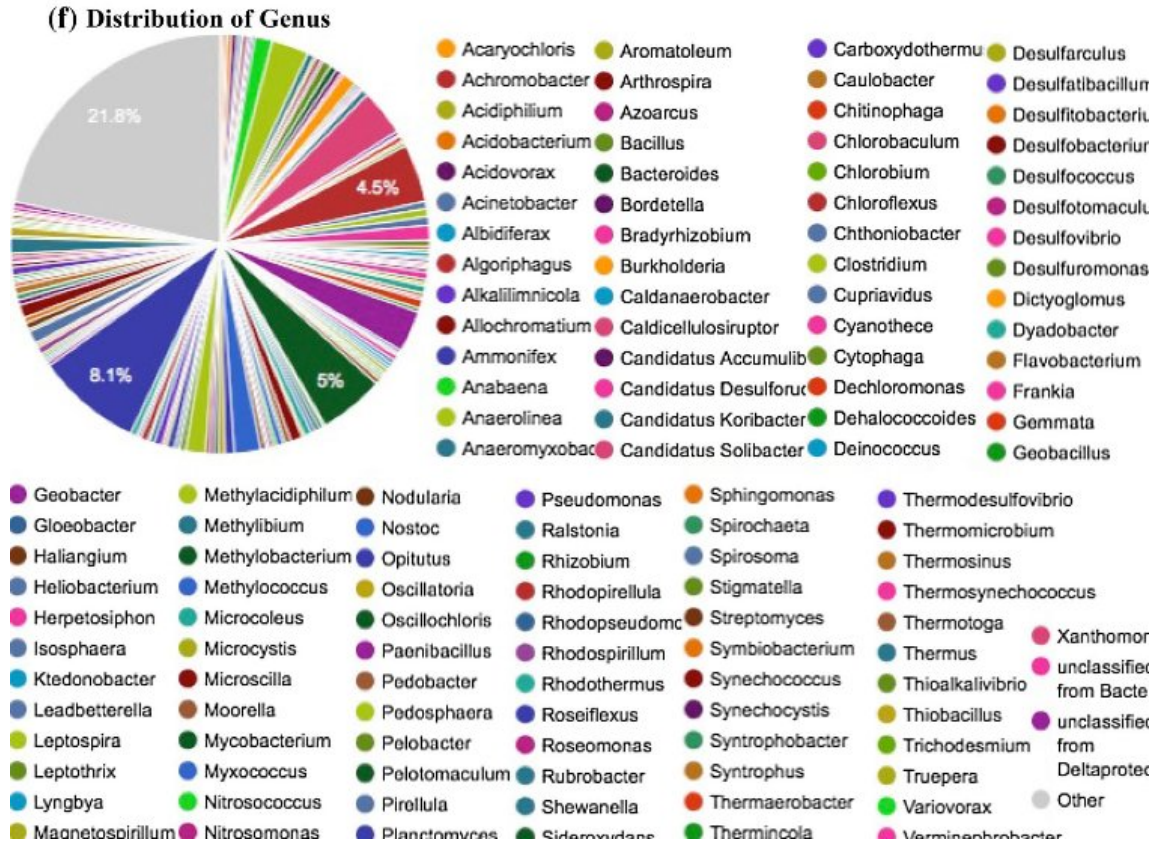 (f) Distribution of Genus
21.8%
4.5%
5%
8.1%
Acaryochloris
Achromobacter
Acidiphilium
Acidobacterium
Acidovorax
Acinetobacter
Albidiferax
Algoriphagus
Alkalilimnicola
Allochromatium
Ammonifex
Anabaena
Anaerolinea
Anaeromyxobac
Aromatoleum
Arthrospira
Azoarcus
Bacillus
Bacteroides
Bordetella
Bradyrhizobium
Burkholderia
Caldanaerobacter
Caldicellulosiruptor
Candidatus Accumulib
Candidatus Desulforuc
Candidatus Koribacter
Candidatus Solibacter
Carboxydothermu
Caulobacter
Chitinophaga
Chlorobaculum
Chlorobium
Chloroflexus
Chthoniobacter
Clostridium
Cupriavidus
Cyanothece
Cytophaga
Dechloromonas
Dehalococcoides
Deinococcus
Desulfarculus
Desulfatibacillum
Desulfitobacteriu
Desulfobacteriur
Desulfococcus
Desulfotomaculu
Desulfovibrio
Desulfuromonas
Dictyoglomus
Dyadobacter
Flavobacterium
Frankia
Gemmata
Geobacillus
Geobacter
Gloeobacter
Haliangium
Heliobacterium
Herpetosiphon
Isosphaera
Ktedonobacter
Leadbetterella
Leptospira
Leptothrix
Lyngbya
Magnetospirillum
Methylacidiphilum
Methylibium
Methylobacterium
Methylococcus
Microcoleus
Microcystis
Microscilla
Moorella
Mycobacterium
Myxococcus
Nitrosococcus
Nitrosomonas
Nodularia
Nostoc
Opitutus
Oscillatoria
Oscillochloris
Paenibacillus
Pedobacter
Pedosphaera
Pelobacter
Pelotomaculum
Pirellula
Planctomyces
Pseudomonas
Ralstonia
Rhizobium
Rhodopirellula
Rhodopseudomo
Rhodospirillum
Rhodothermus
Roseiflexus
Roseomonas
Rubrobacter
Shewanella
Sideroxydans
Sphingomonas
Spirochaeta
Spirosoma
Stigmatella
Streptomyces
Symbiobacterium
Synechococcus
Synechocystis
Syntrophobacter
Syntrophus
Thermaerobacter
Thermincola
Thermodesulfovibrio
Thermomicrobium
Thermosinus
Thermosynechococcus
Thermotoga
Thermus
Thioalkalivibrio
Thiobacillus
Trichodesmium
Truepera
Variovorax
Verminephrobacter
Xanthomor
unclassified
from Bacte
unclassified
from
Deltaprotec
Other